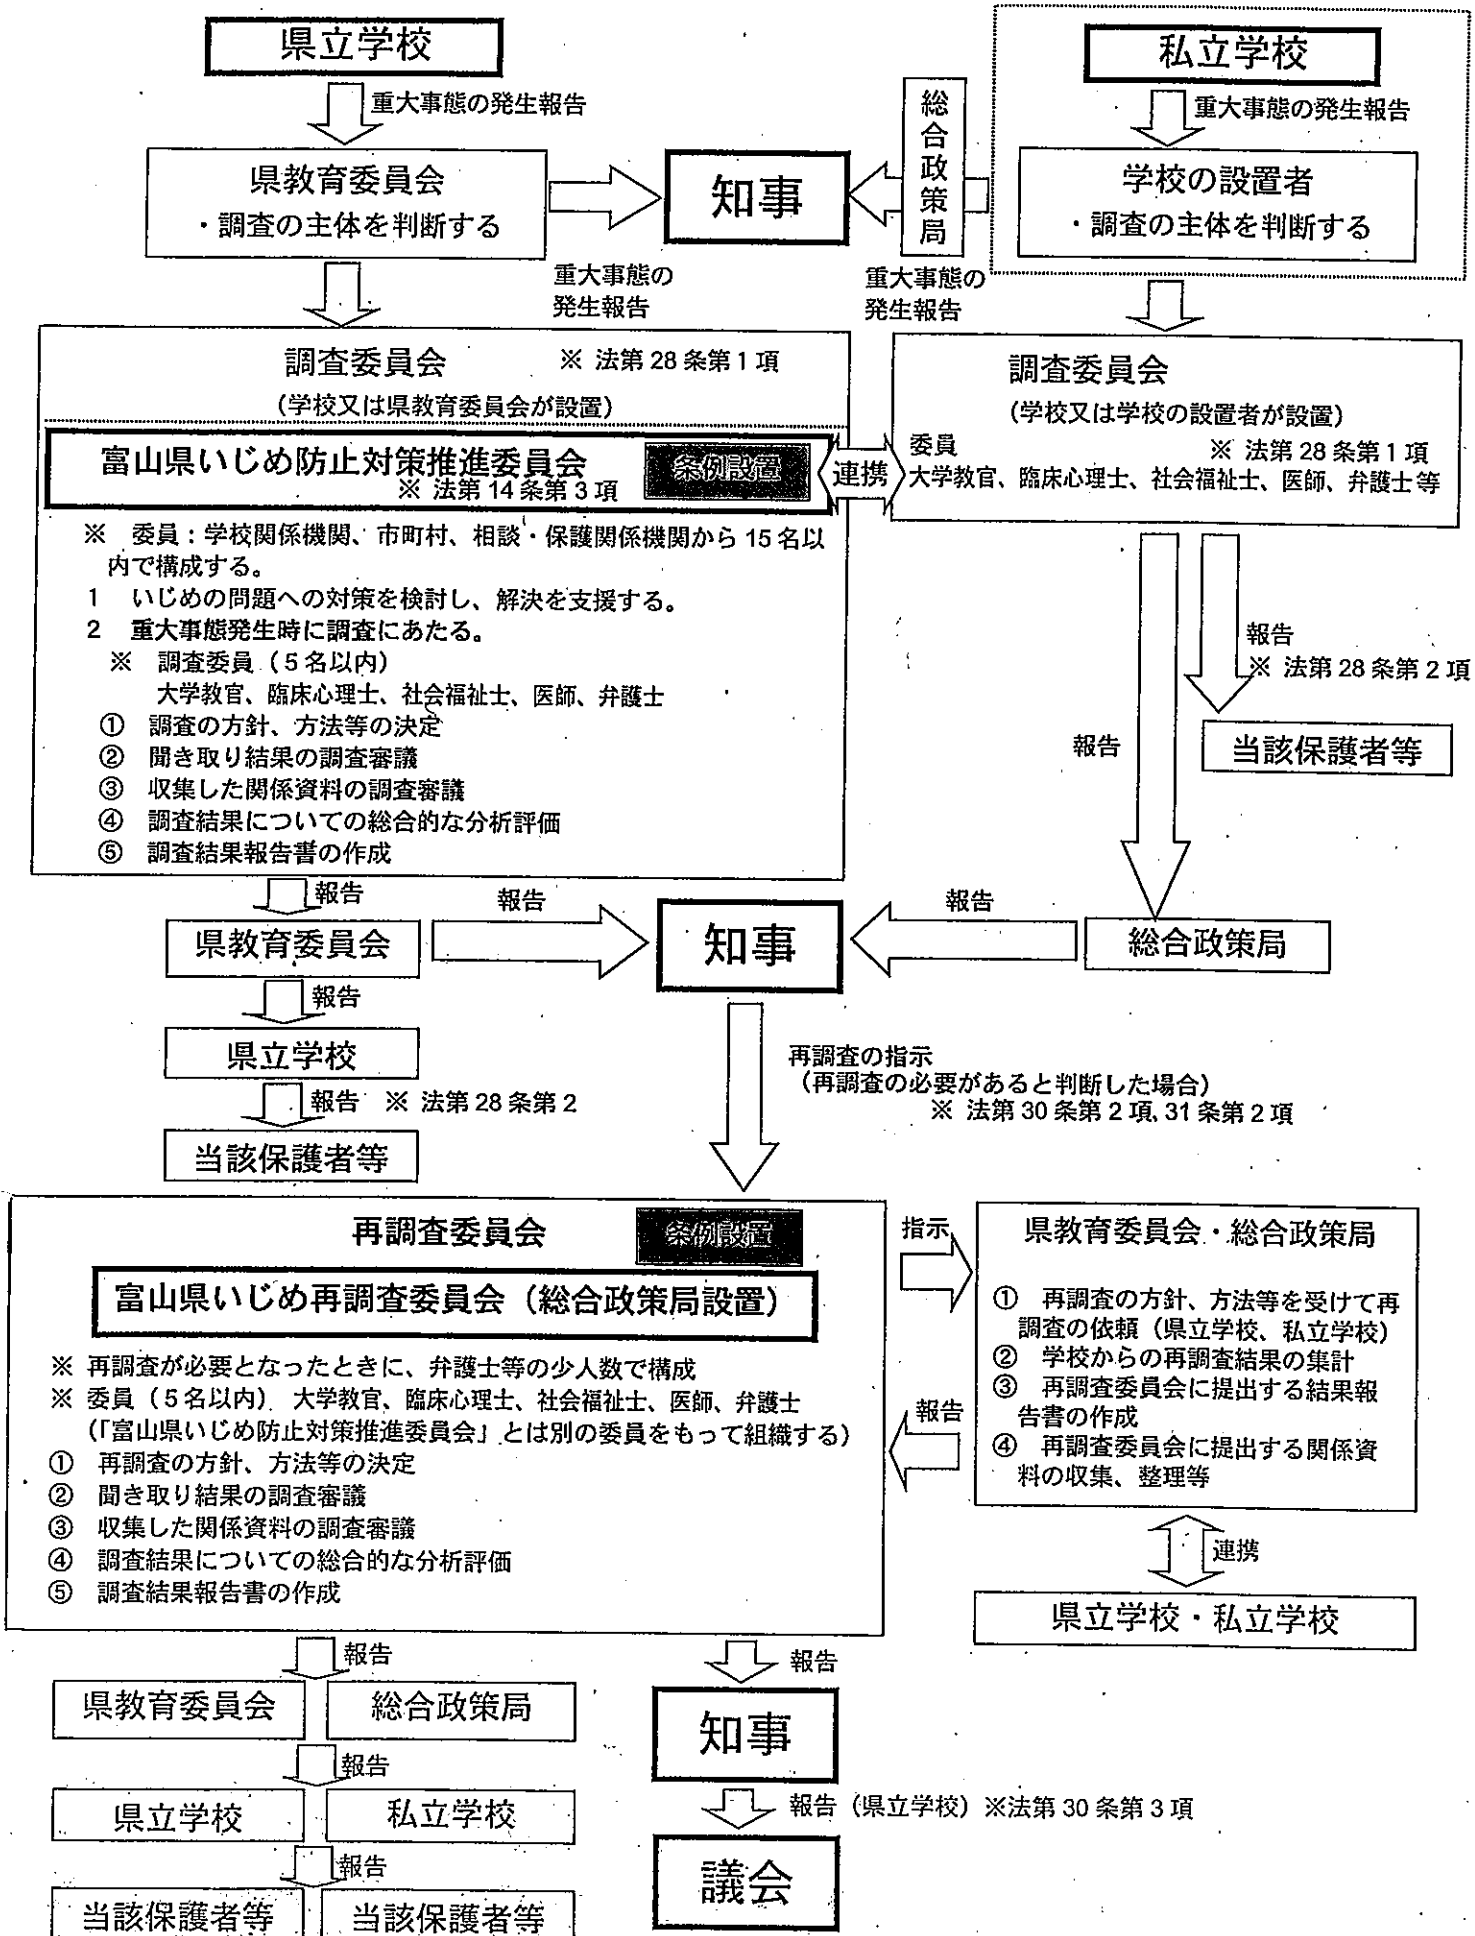 県立学校
私立学校
重大事態の発生報告
総合政策局
重大事態の発生報告
県教育委員会
・調査の主体を判断する
知事
学校の設置者
・調査の主体を判断する
重大事態の
発生報告
重大事態の
発生報告
調査委員会 ※ 法第28条第1項
(学校又は県教育委員会が設置)
富山県いじめ防止対策推進委員会 条例設置
※ 法第14条第3項
連携
調査委員会
(学校又は学校の設置者が設置)
委員 ※ 法第28条第1項
大学教官、臨床心理士、社会福祉士、医師、弁護士等
※ 委員:学校関係機関、市町村、相談・保護関係機関から15名以
内で構成する。
1 いじめの問題への対策を検討し、解決を支援する。
2 重大事態発生時に調査にあたる。
※ 調査委員(5名以内)
大学教官、臨床心理士、社会福祉士、医師、弁護士
① 調査の方針、方法等の決定
② 聞き取り結果の調査審議
③ 収集した関係資料の調査審議
④ 調査結果についての総合的な分析評価
⑤ 調査結果報告書の作成
報告
※ 法第28条第2項
報告
当該保護者等
報告
報告
報告
県教育委員会
知事
総合政策局
報告
県立学校
報告 ※ 法第28条第2
当該保護者等
再調査の指示
(再調査の必要があると判断した場合)
※ 法第30条第2項、31条第2項
再調査委員会 条例設置
富山県いじめ再調査委員会(総合政策局設置)
※ 再調査が必要となったときに、弁護士等の少人数で構成
※ 委員(5名以内) 大学教官、臨床心理士、社会福祉士、医師、弁護士
(「富山県いじめ防止対策推進委員会」とは別の委員をもって組織する)
① 再調査の方針、方法等の決定
② 聞き取り結果の調査審議
③ 収集した関係資料の調査審議
④ 調査結果についての総合的な分析評価
⑤ 調査結果報告書の作成
指示
報告
県教育委員会・総合政策局
① 再調査の方針、方法等を受けて再
調査の依頼(県立学校、私立学校)
② 学校からの再調査結果の集計
③ 再調査委員会に提出する結果報
告書の作成
④ 再調査委員会に提出する関係資
料の収集、整理等
連携
県立学校・私立学校
報告
報告
県教育委員会
総合政策局
知事
報告
県立学校
私立学校
報告(県立学校)※法第30条第3項
報告
議会
当該保護者等
当該保護者等